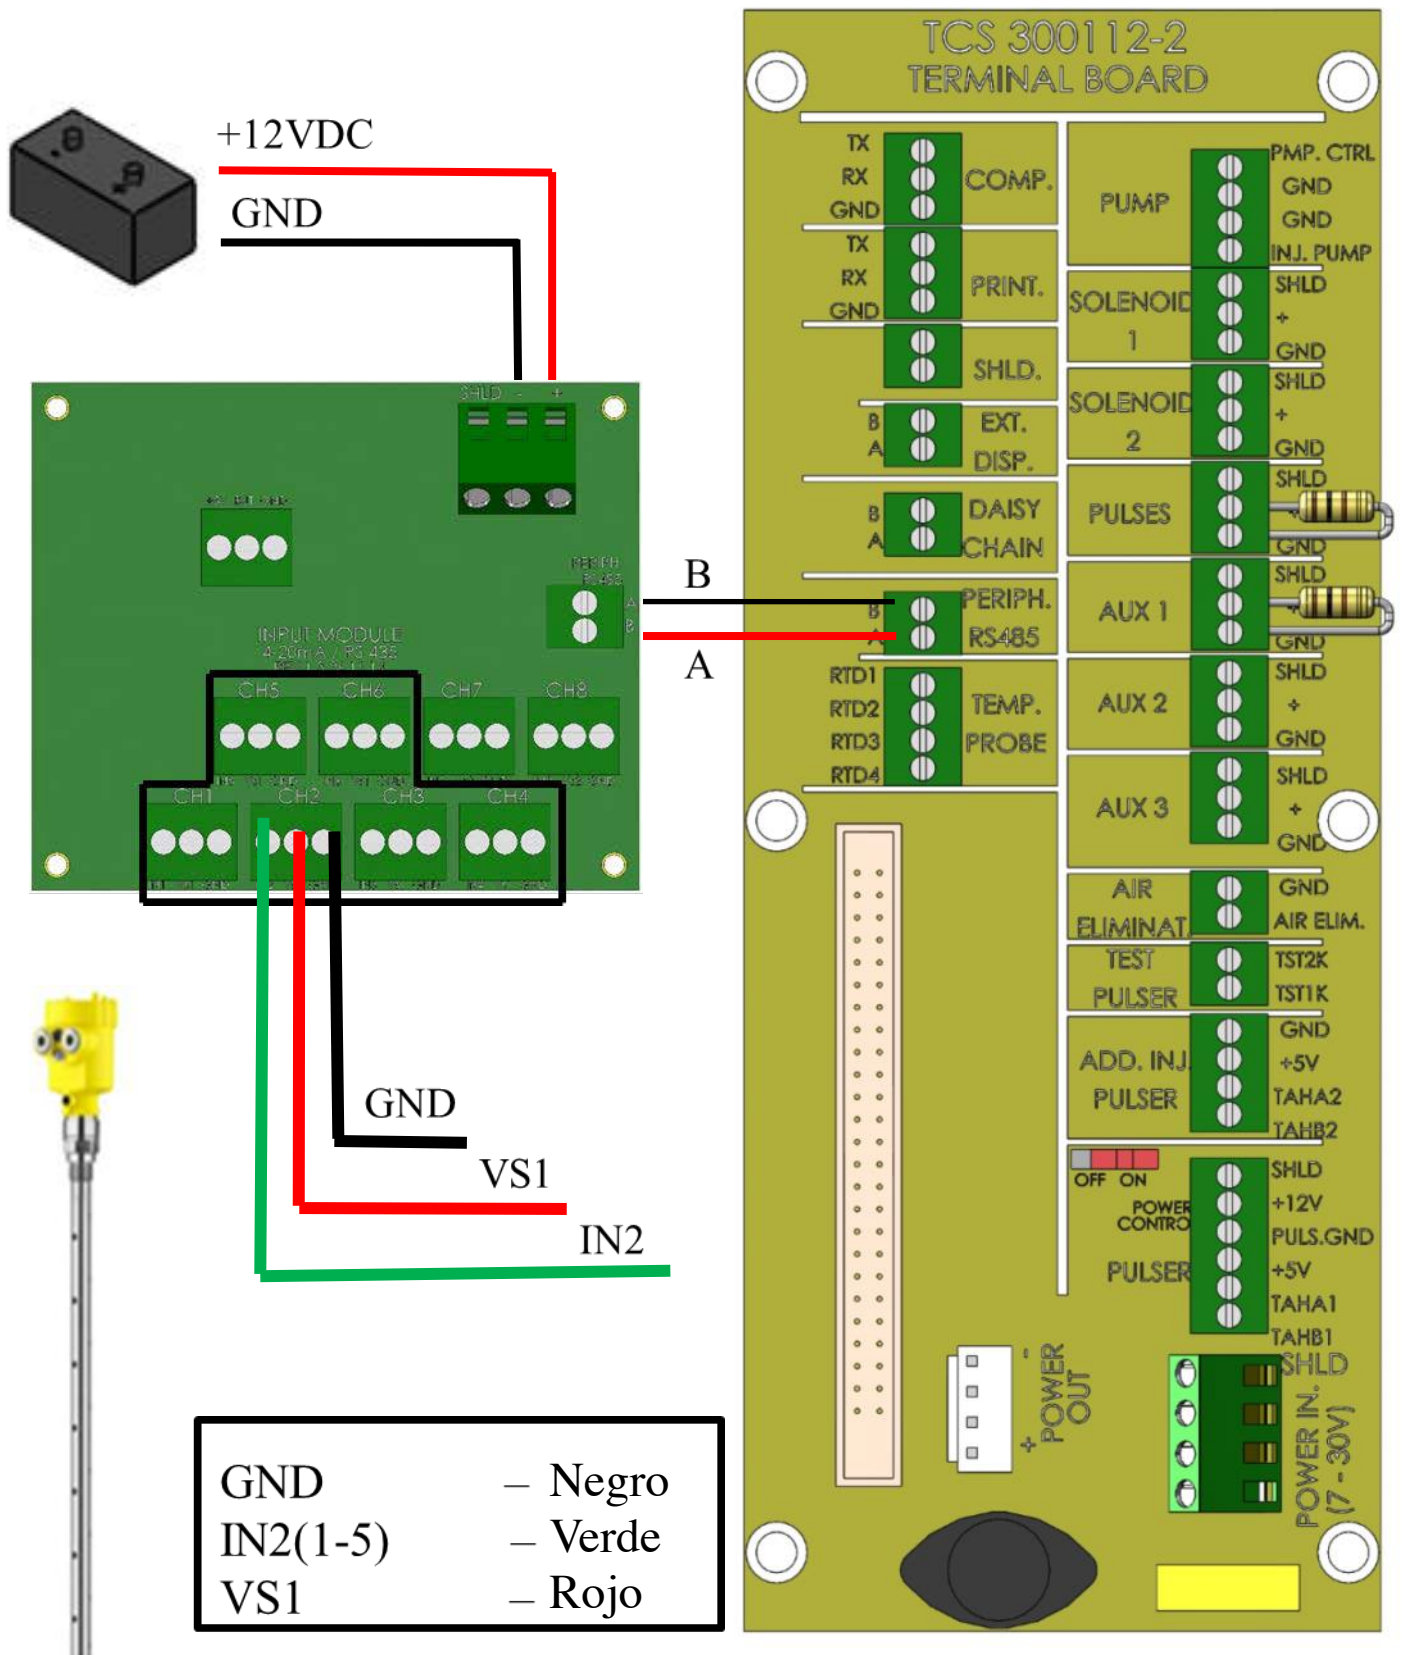 +12VDC
GND
SHLD - +
PERIPH
RS485
A
B
B
A
INPUT MODULE
4-20mA / RS 485
CH5 CH6 CH7 CH8
CH1 CH2 CH3 CH4
GND
VS1
IN2
GND – Negro
IN2(1-5) – Verde
VS1 – Rojo
TCS 300112-2
TERMINAL BOARD
TX
RX
GND
COMP.
TX
RX
GND
PRINT.
SHLD.
B
A
EXT.
DISP.
B
A
DAISY
CHAIN
B
A
PERIPH.
RS485
RTD1
RTD2
RTD3
RTD4
TEMP.
PROBE
PUMP
PMP. CTRL
GND
GND
INJ. PUMP
SOLENOID
1
SHLD
+
GND
SOLENOID
2
SHLD
+
GND
PULSES
SHLD
+
GND
AUX 1
SHLD
GND
AUX 2
SHLD
+
GND
AUX 3
SHLD
+
GND
AIR
ELIMINAT.
GND
AIR ELIM.
TEST
PULSER
TST2K
TST1K
ADD. INJ.
PULSER
GND
+5V
TAHA2
TAHB2
OFF ON
POWER
CONTRO
PULSER
SHLD
+12V
PULS.GND
+5V
TAHA1
TAHB1
- +
POWER
OUT
SHLD
POWER IN.
(7 - 30V)